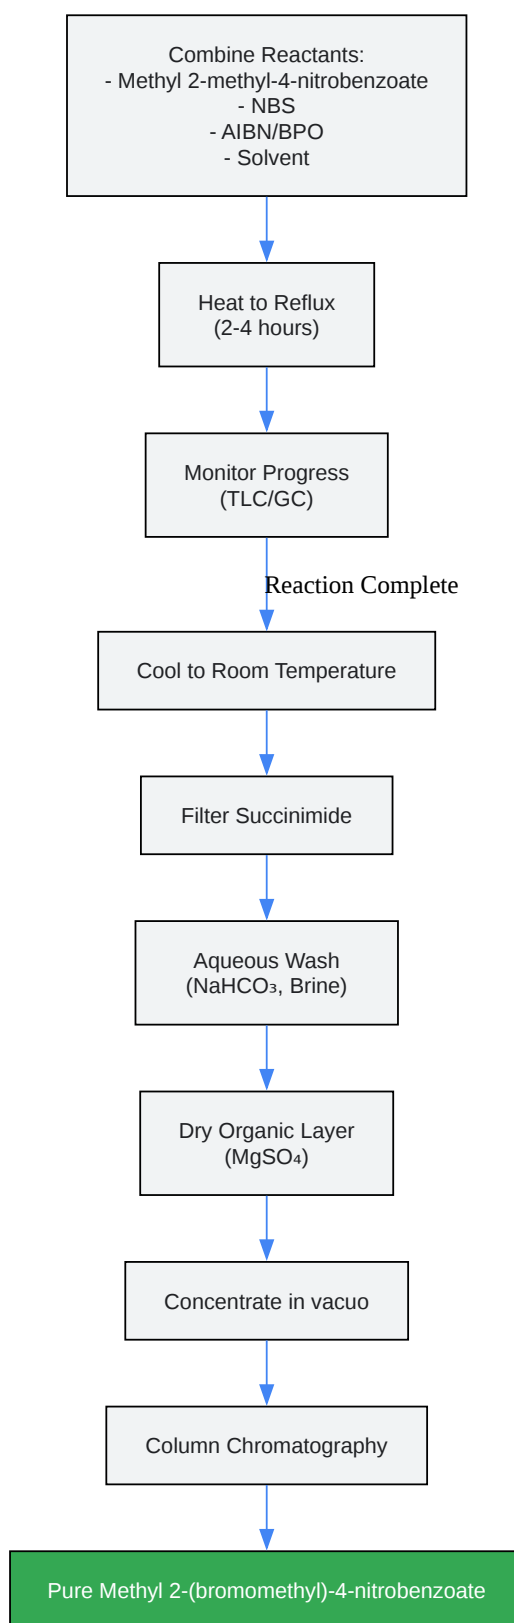 Combine Reactants:
- Methyl 2-methyl-4-nitrobenzoate
- NBS
- AIBN/BPO
- Solvent
Heat to Reflux
(2-4 hours)
Monitor Progress
(TLC/GC)
Reaction Complete
Cool to Room Temperature
Filter Succinimide
Aqueous Wash
(NaHCO₃, Brine)
Dry Organic Layer
(MgSO₄)
Concentrate in vacuo
Column Chromatography
Pure Methyl 2-(bromomethyl)-4-nitrobenzoate